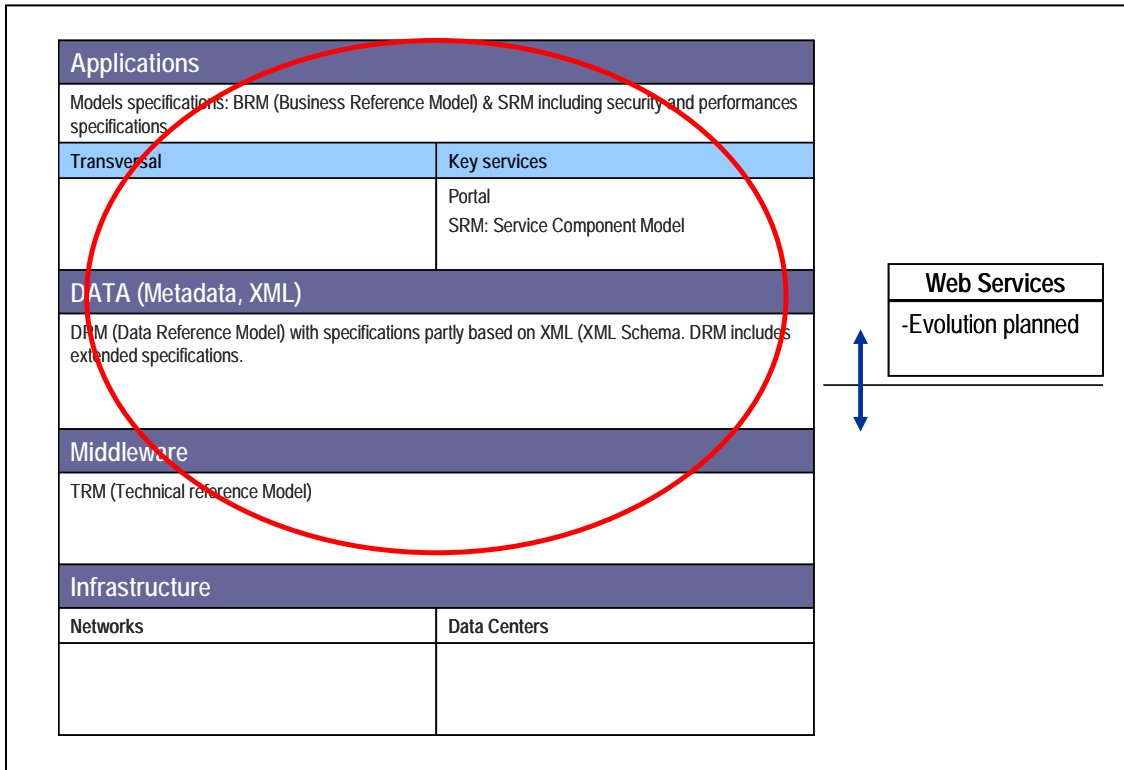 Applications
Models specifications: BRM (Business Reference Model) & SRM including security and performances
specifications
Transversal
Key services
Portal
SRM: Service Component Model
DATA (Metadata, XML)
DRM (Data Reference Model) with specifications partly based on XML (XML Schema. DRM includes
extended specifications.
Web Services
-Evolution planned
Middleware
TRM (Technical reference Model)
Infrastructure
Networks
Data Centers